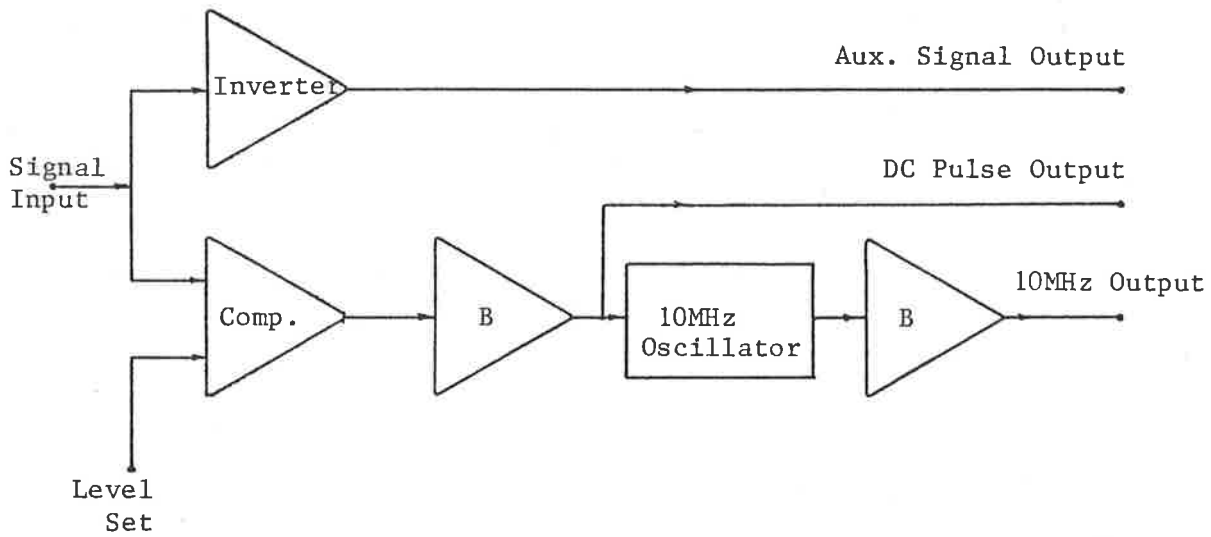 Inverter
Aux. Signal Output
Signal
Input
DC Pulse Output
Comp.
B
10MHz
Oscillator
B
10MHz Output
Level
Set